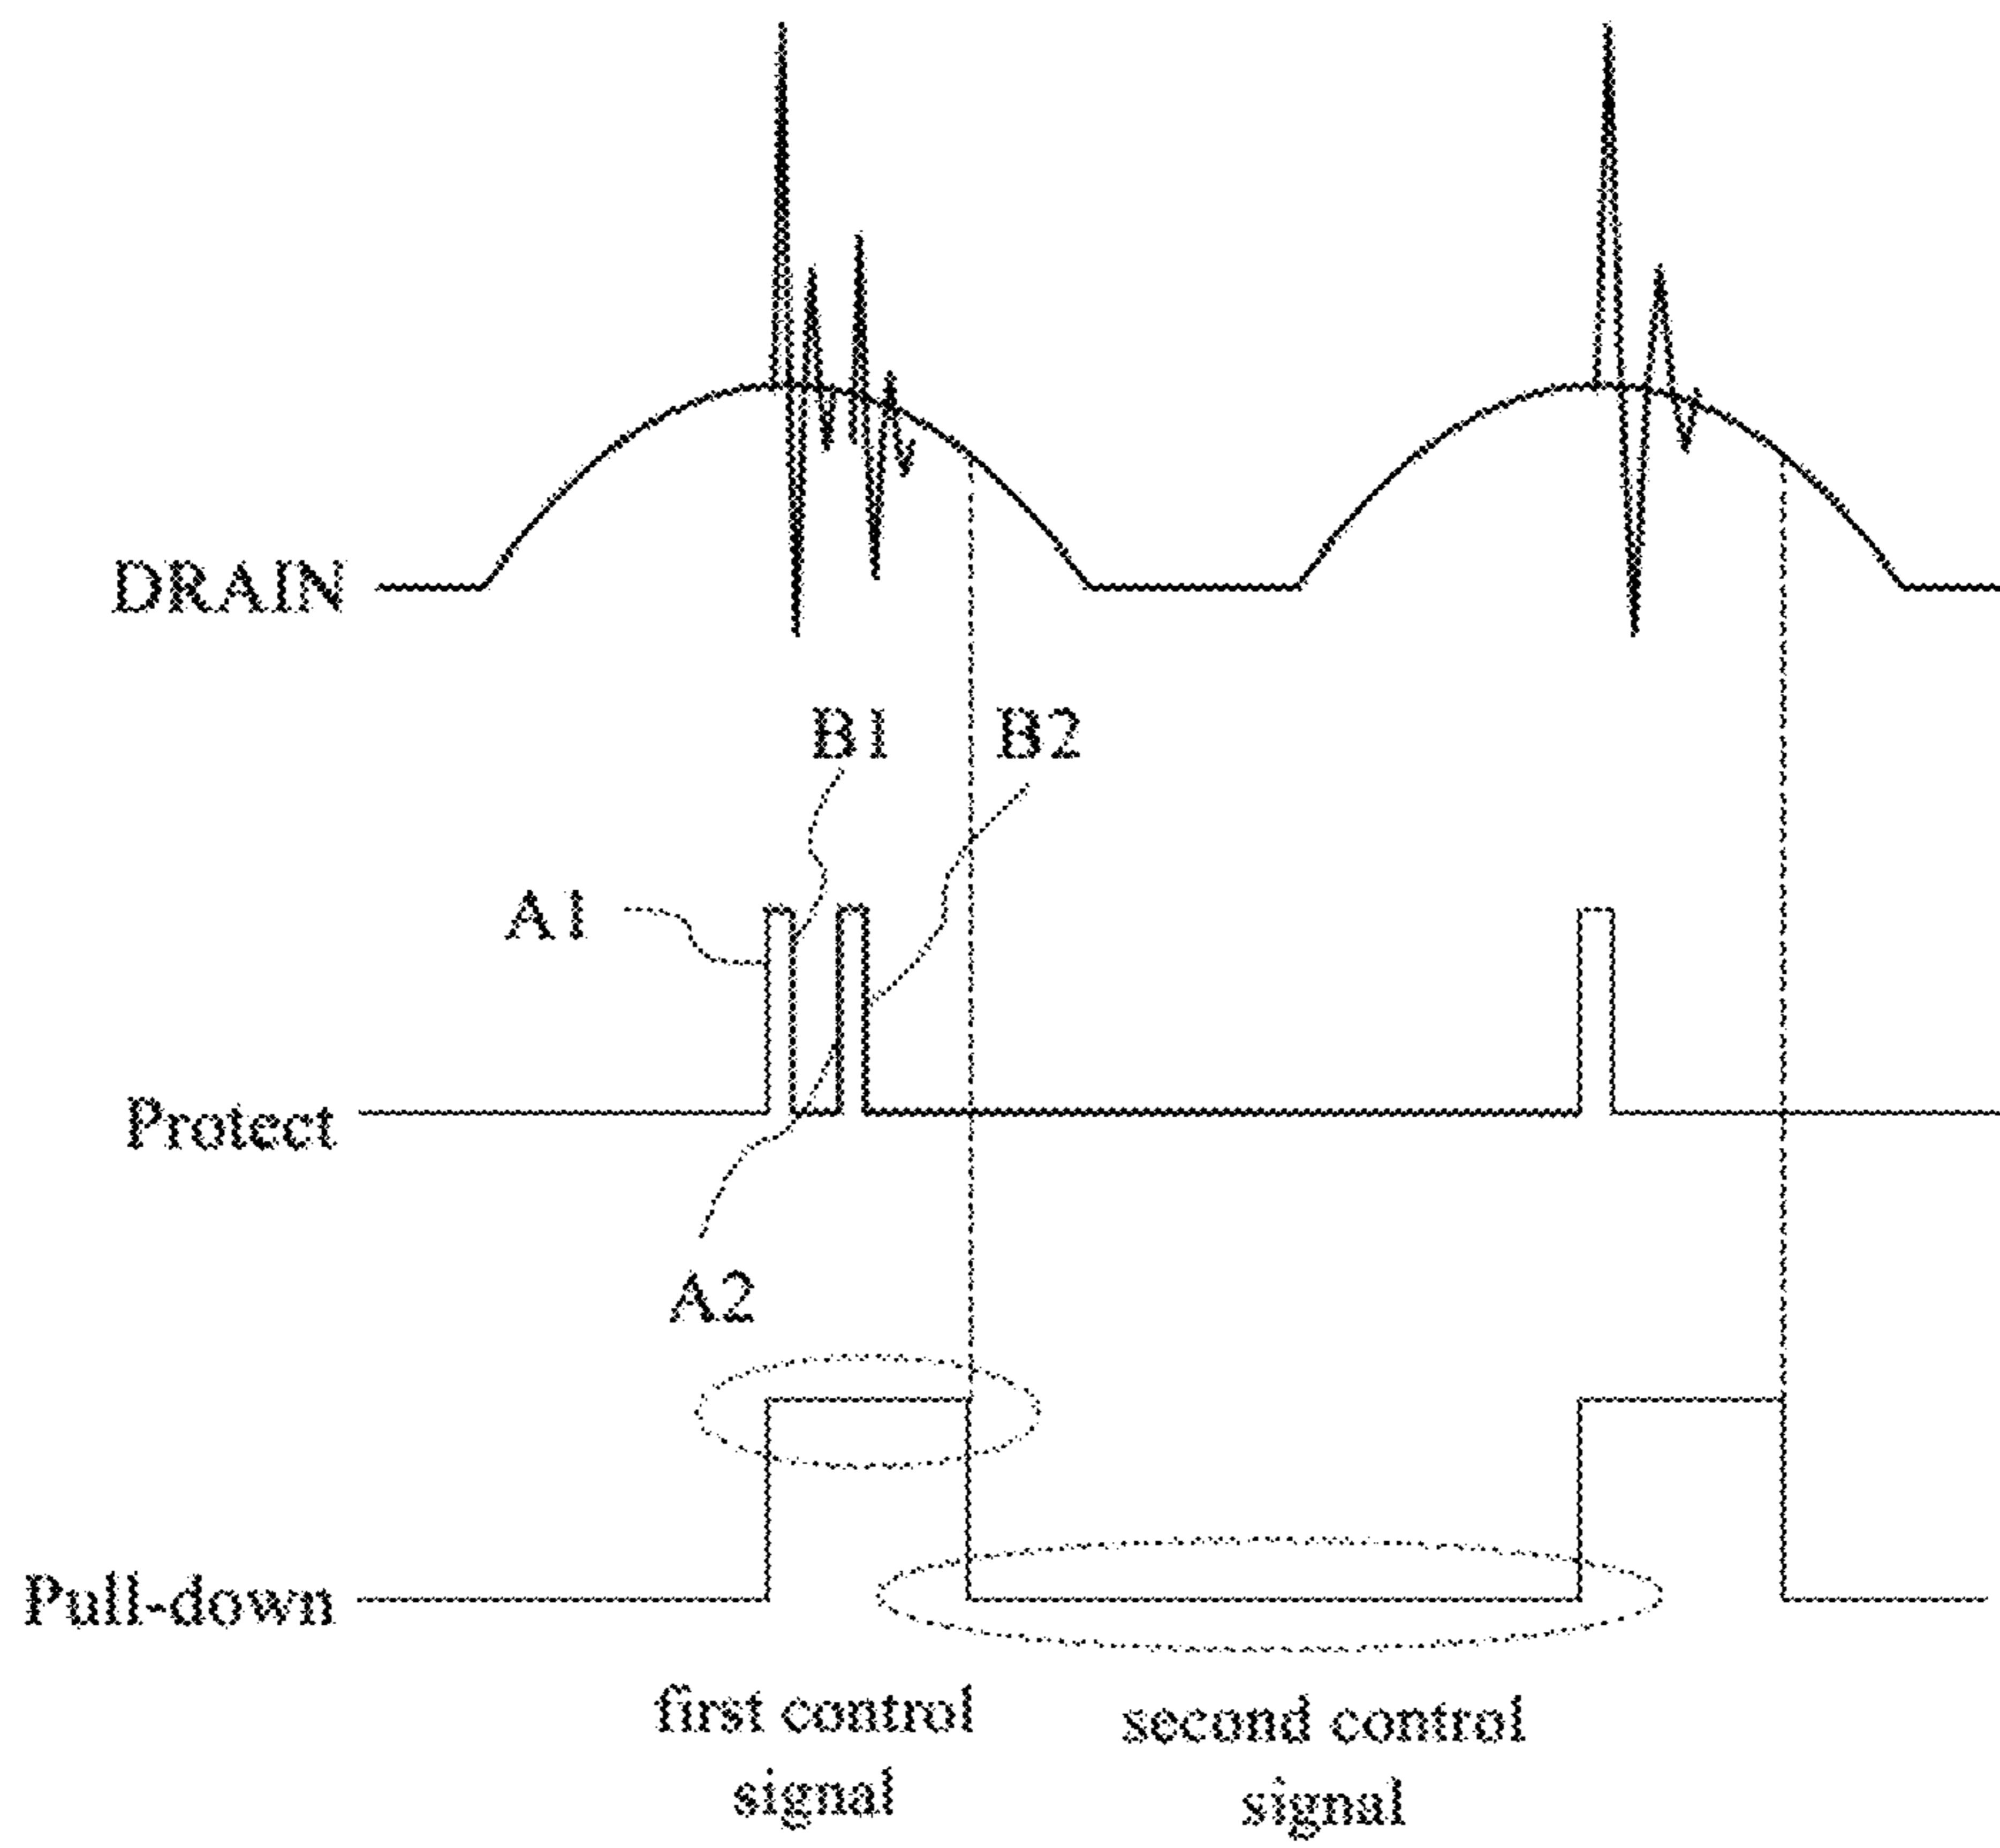 DRAIN
B1 B2
A1
Protect
A2
Pull-down
first control
signal
second control
signal